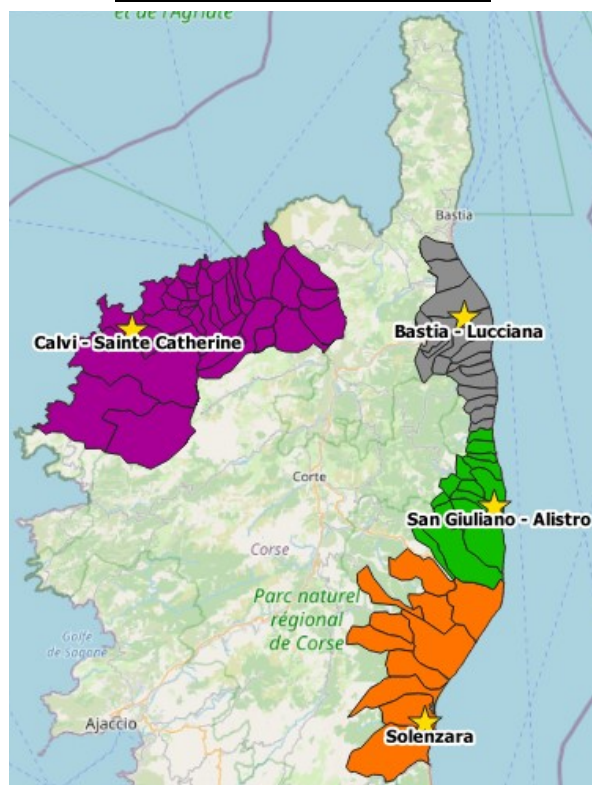 et de l'Agriate
Bastia
Calvi - Sainte Catherine
Bastia - Lucciana
Corte
San Giuliano - Alistro
Corse
Parc naturel
régional
de Corse
Golfe
de Sagone
Ajaccio
Solenzara